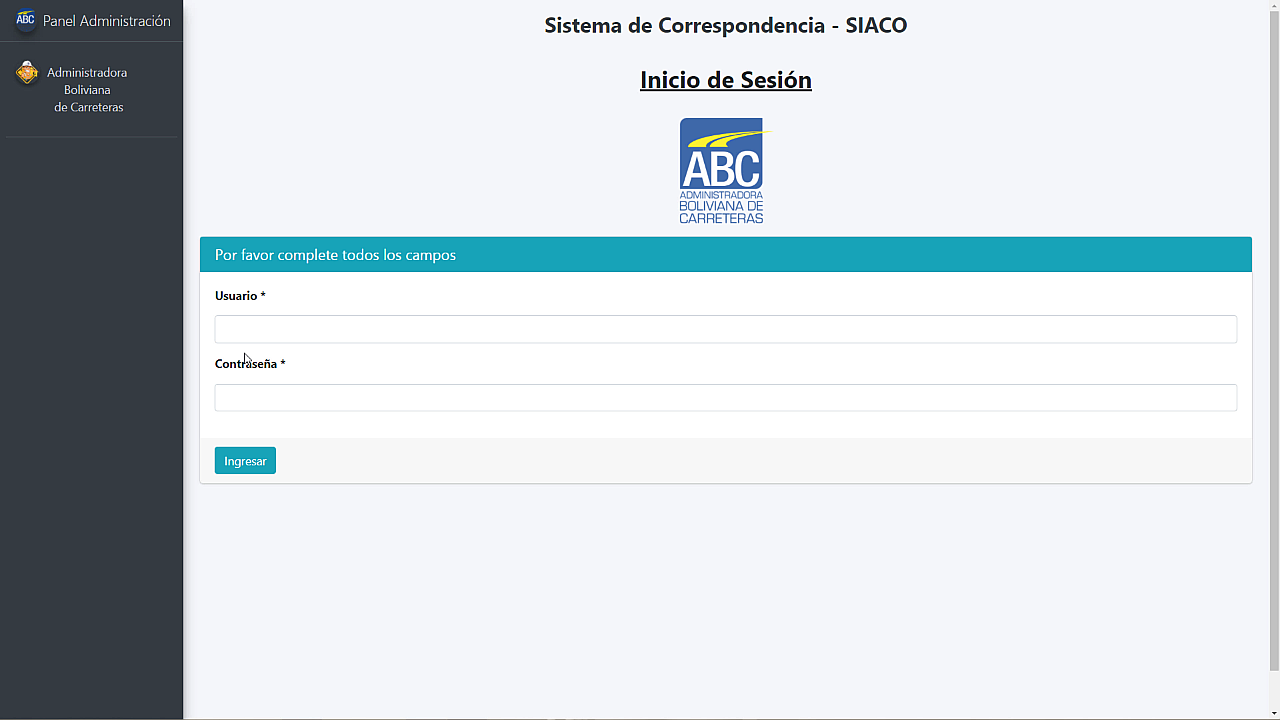 ABC Panel Administración
Administradora
Boliviana
de Carreteras
Sistema de Correspondencia - SIACO
Inicio de Sesión
ABC
ADMINISTRADORA
BOLIVIANA DE
CARRETERAS
Por favor complete todos los campos
Usuario *
Contraseña *
Ingresar